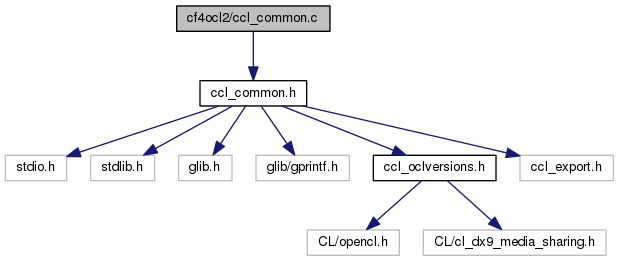 cf4ocl2/ccl_common.c
ccl_common.h
stdio.h
stdlib.h
glib.h
glib/gprintf.h
ccl_oclversions.h
ccl_export.h
CL/opencl.h
CL/cl_dx9_media_sharing.h